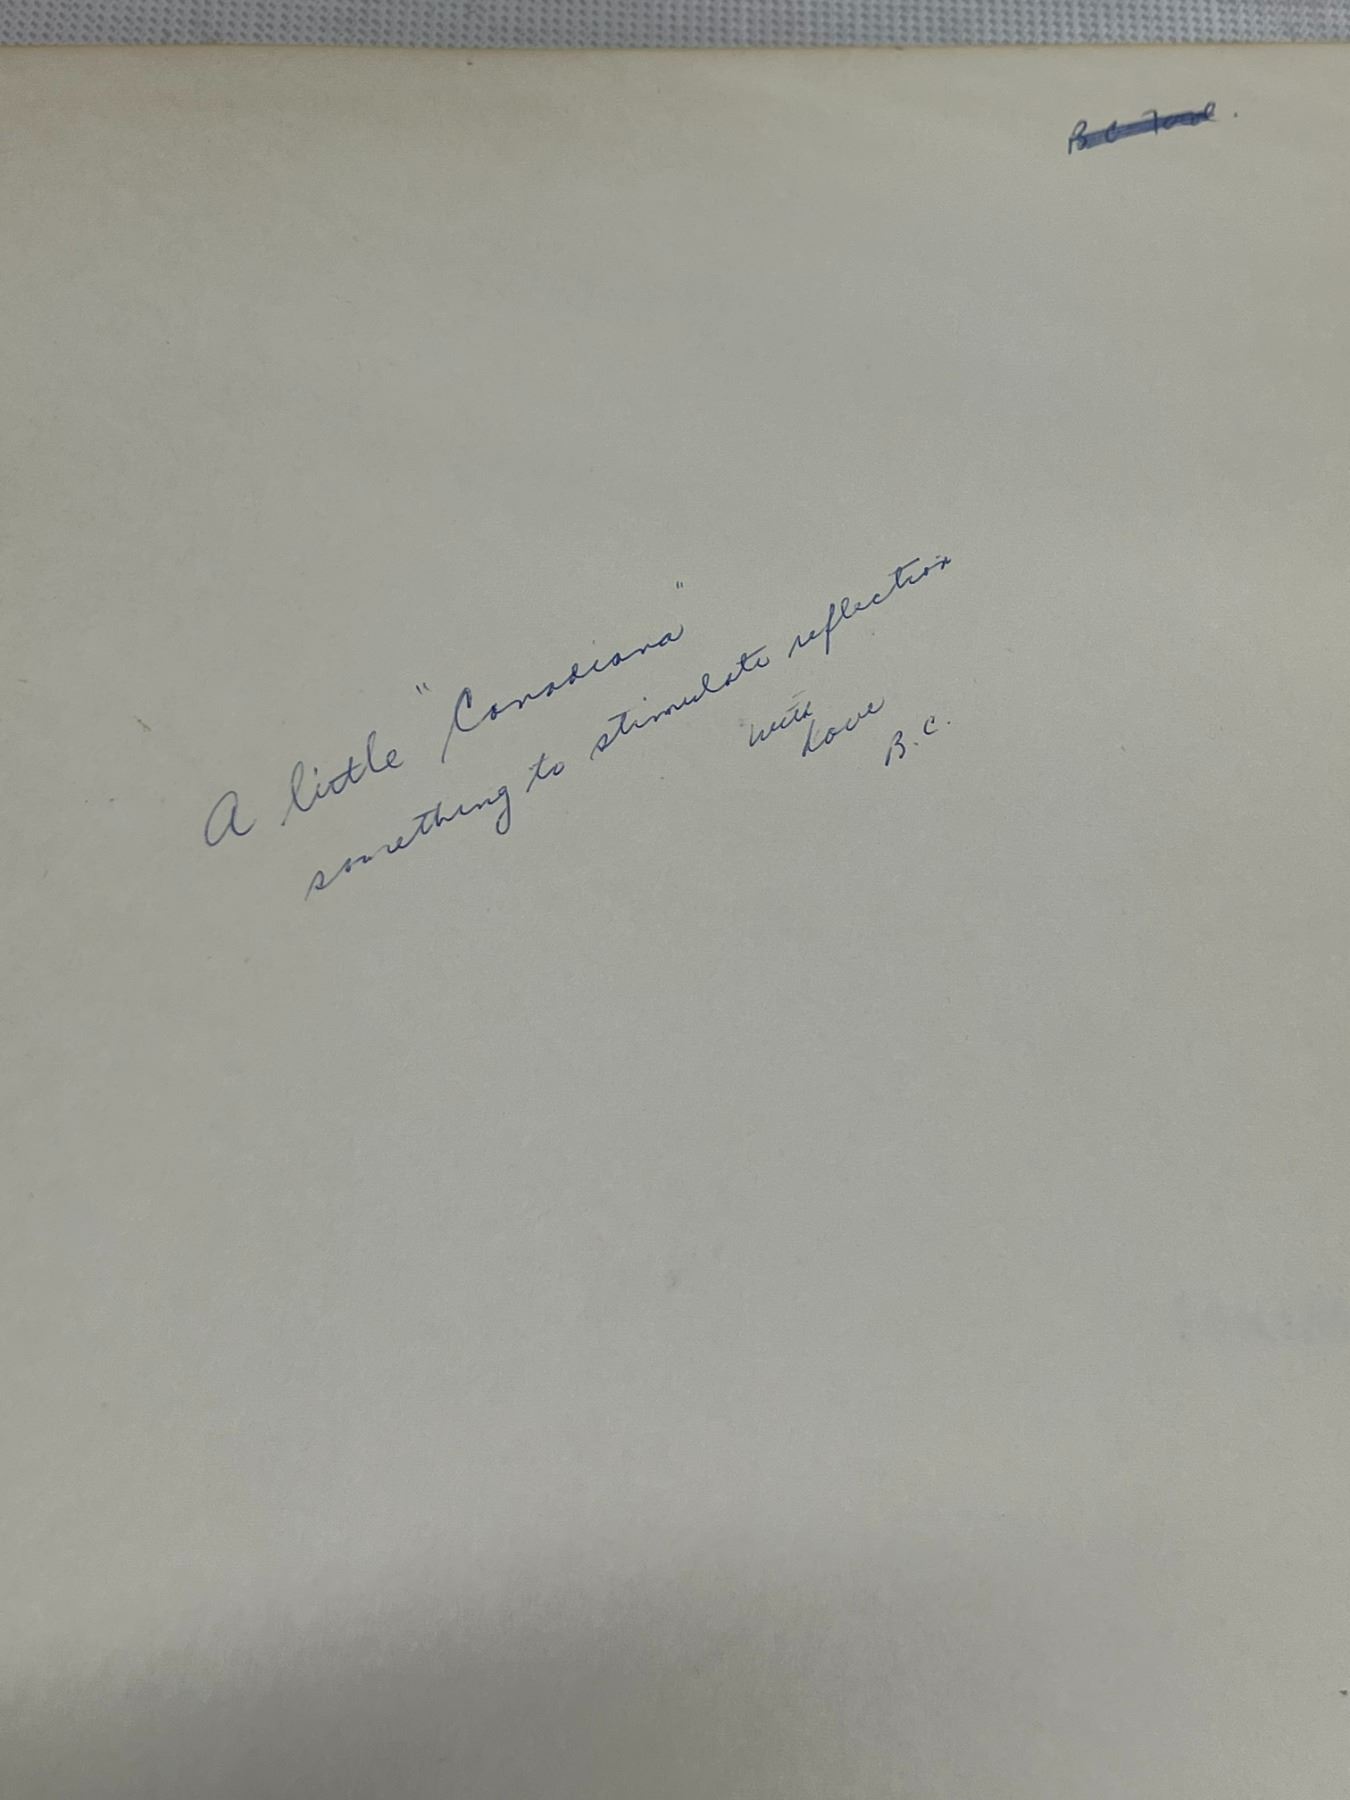 B C
A little "Canadiana"
something to stimulate reflection
with
Love
B.C.